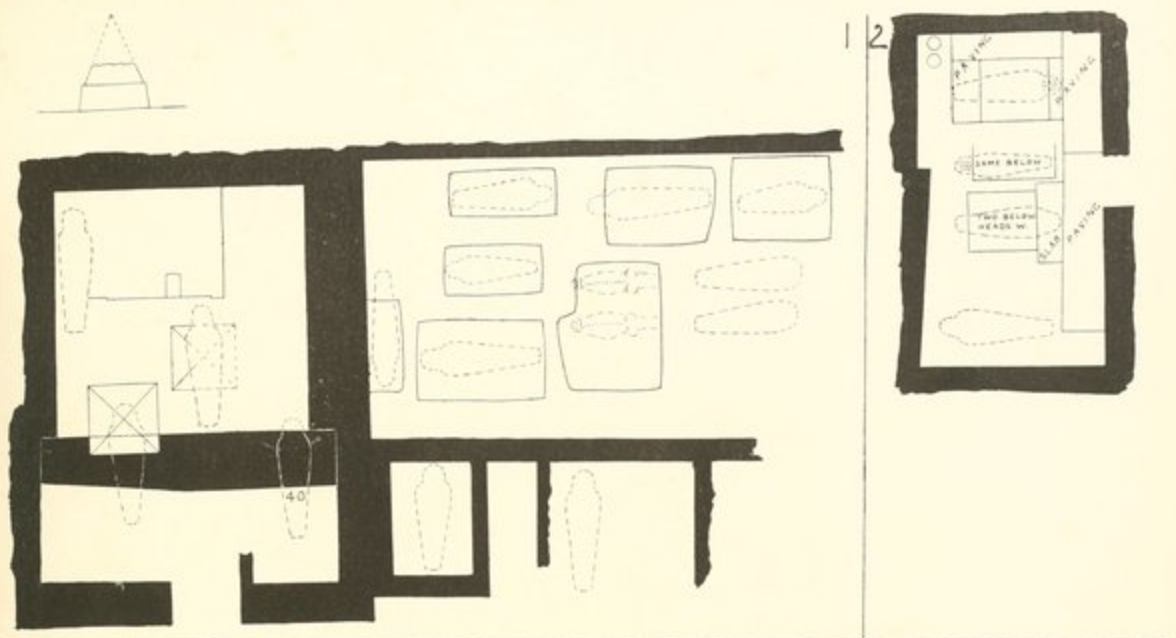 1
2
PAVING
PAVING
SAME BELOW
TWO BELOW
HEADS W.
SLAB PAVING
40